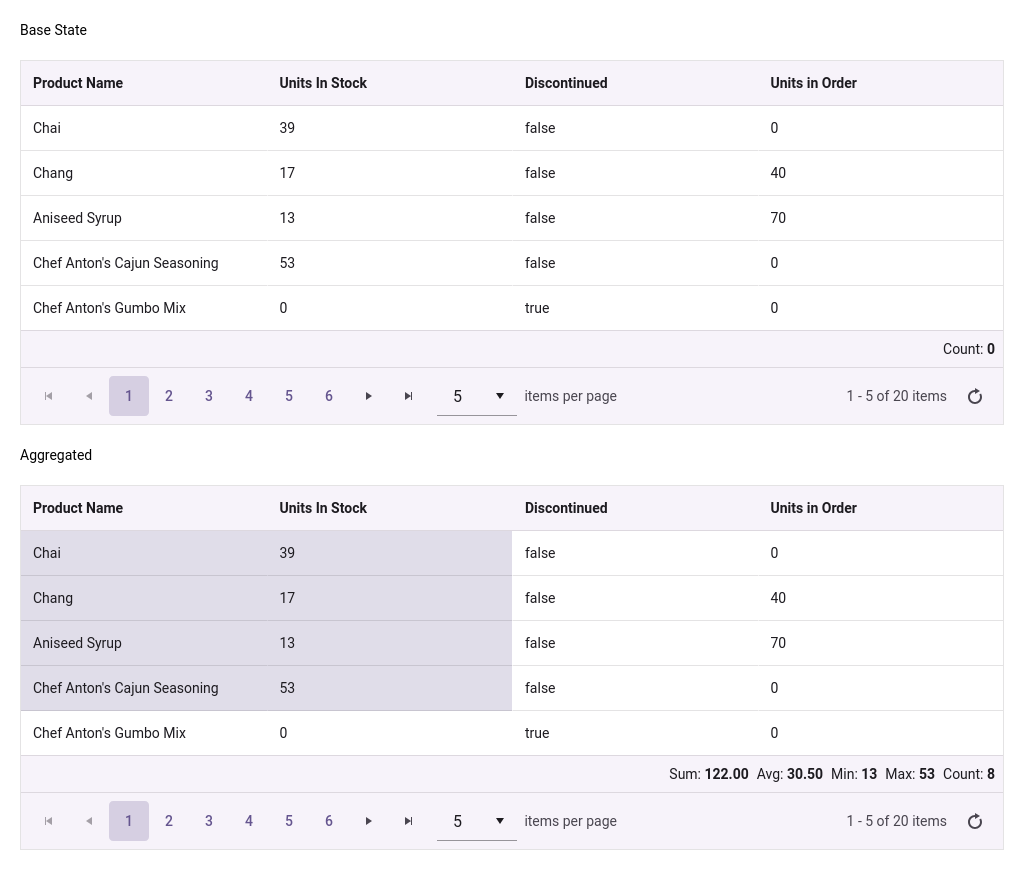 Base State
Product Name Units In Stock Discontinued Units in Order
Chai 39 false 0
Chang 17 false 40
Aniseed Syrup 13 false 70
Chef Anton's Cajun Seasoning 53 false 0
Chef Anton's Gumbo Mix 0 true 0
Count: 0
1 2 3 4 5 6 5 items per page 1 - 5 of 20 items
Aggregated
Product Name Units In Stock Discontinued Units in Order
Chai 39 false 0
Chang 17 false 40
Aniseed Syrup 13 false 70
Chef Anton's Cajun Seasoning 53 false 0
Chef Anton's Gumbo Mix 0 true 0
Sum: 122.00 Avg: 30.50 Min: 13 Max: 53 Count: 8
1 2 3 4 5 6 5 items per page 1 - 5 of 20 items